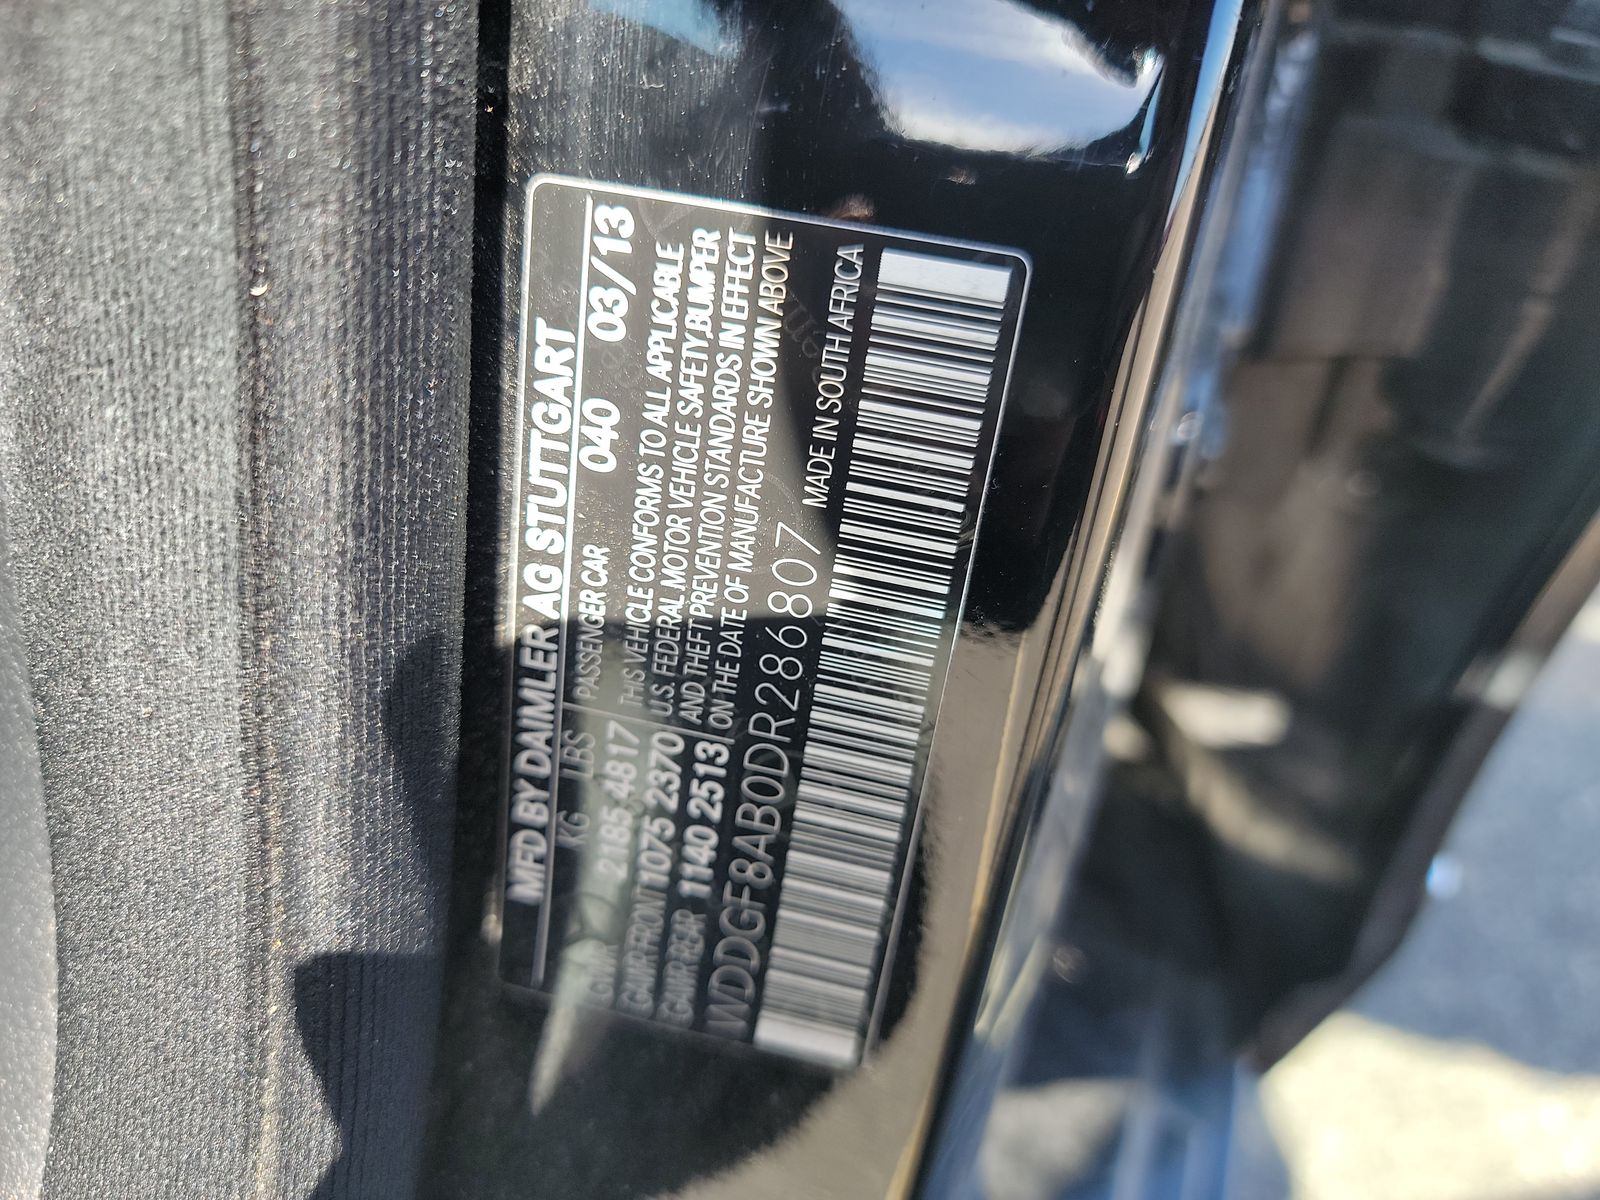 MFD BY DAIMLER AG STUTTGART
KG LBS PASSENGER CAR 040 03/13
GVWR 2185 4817 THIS VEHICLE CONFORMS TO ALL APPLICABLE
GAWR-FRONT 1075 2370 U.S. FEDERAL MOTOR VEHICLE SAFETY,BUMPER
GAWR-REAR 1140 2513 AND THEFT PREVENTION STANDARDS IN EFFECT
ON THE DATE OF MANUFACTURE SHOWN ABOVE
WDDGF8AB0DR286807 MADE IN SOUTH AFRICA